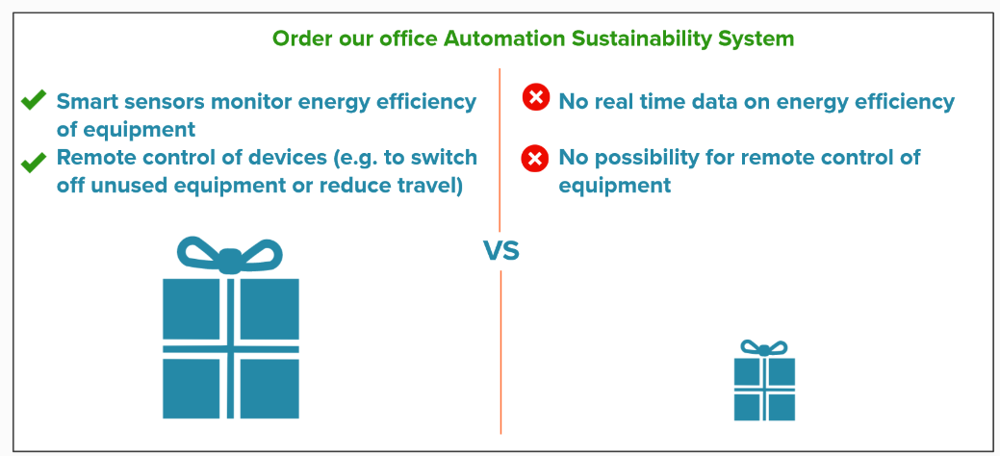 Order our office Automation Sustainability System
Smart sensors monitor energy efficiency
of equipment
Remote control of devices (e.g. to switch
off unused equipment or reduce travel)
No real time data on energy efficiency
No possibility for remote control of
equipment
VS